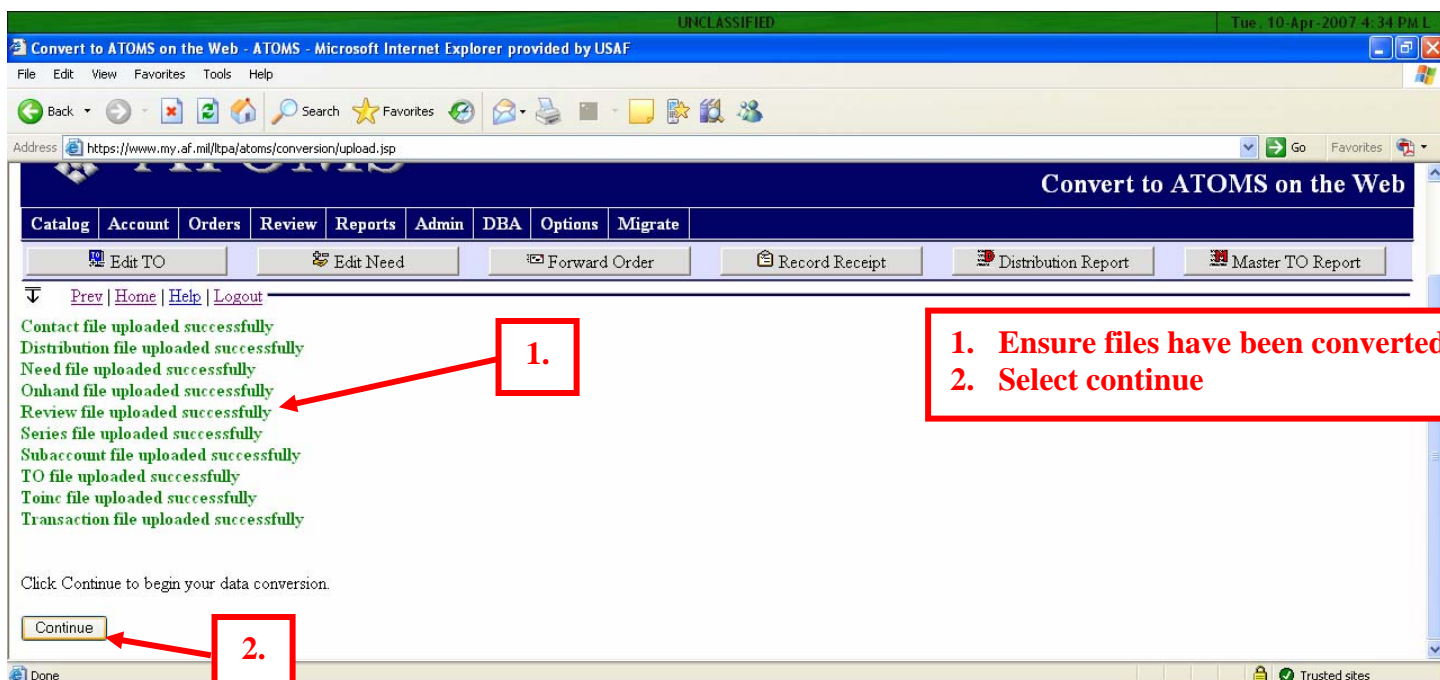 UNCLASSIFIED
Tue, 10-Apr-2007 4:34 PM L
Convert to ATOMS on the Web - ATOMS - Microsoft Internet Explorer provided by USAF
File Edit View Favorites Tools Help
Back Search Favorites
Address https://www.my.af.mil/ltpa/atoms/conversion/upload.jsp Go Favorites
ATOMS
Convert to ATOMS on the Web
Catalog Account Orders Review Reports Admin DBA Options Migrate
Edit TO Edit Need Forward Order Record Receipt Distribution Report Master TO Report
Prev | Home | Help | Logout
Contact file uploaded successfully
Distribution file uploaded successfully
Need file uploaded successfully
Onhand file uploaded successfully
Review file uploaded successfully
Series file uploaded successfully
Subaccount file uploaded successfully
TO file uploaded successfully
Toinc file uploaded successfully
Transaction file uploaded successfully
1.
1. Ensure files have been converted
2. Select continue
Click Continue to begin your data conversion.
Continue
2.
Done
Trusted sites